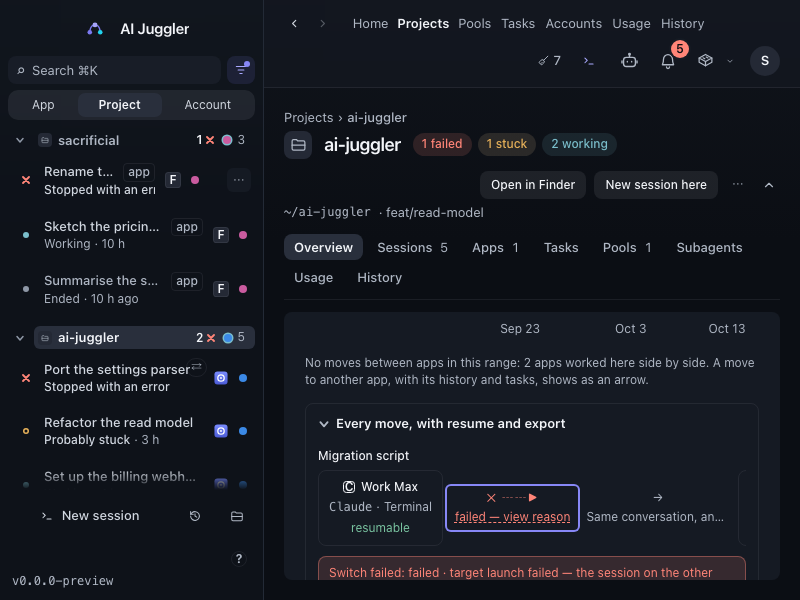 AI Juggler
Search ⌘K
App Project Account
sacrificial 1 3
Rename t... app F
Stopped with an err
Sketch the pricin... app F
Working · 10 h
Summarise the s... app F
Ended · 10 h ago
ai-juggler 2 5
Port the settings parser
Stopped with an error
Refactor the read model
Probably stuck · 3 h
Set up the billing webh...
New session
?
v0.0.0-preview
Home Projects Pools Tasks Accounts Usage History
7 5 S
Projects › ai-juggler
ai-juggler 1 failed 1 stuck 2 working
Open in Finder New session here ...
~/ai-juggler · feat/read-model
Overview Sessions 5 Apps 1 Tasks Pools 1 Subagents
Usage History
Sep 23 Oct 3 Oct 13
No moves between apps in this range: 2 apps worked here side by side. A move
to another app, with its history and tasks, shows as an arrow.
Every move, with resume and export
Migration script
Work Max
Claude · Terminal
resumable
failed — view reason
→
Same conversation, an...
Switch failed: failed · target launch failed — the session on the other